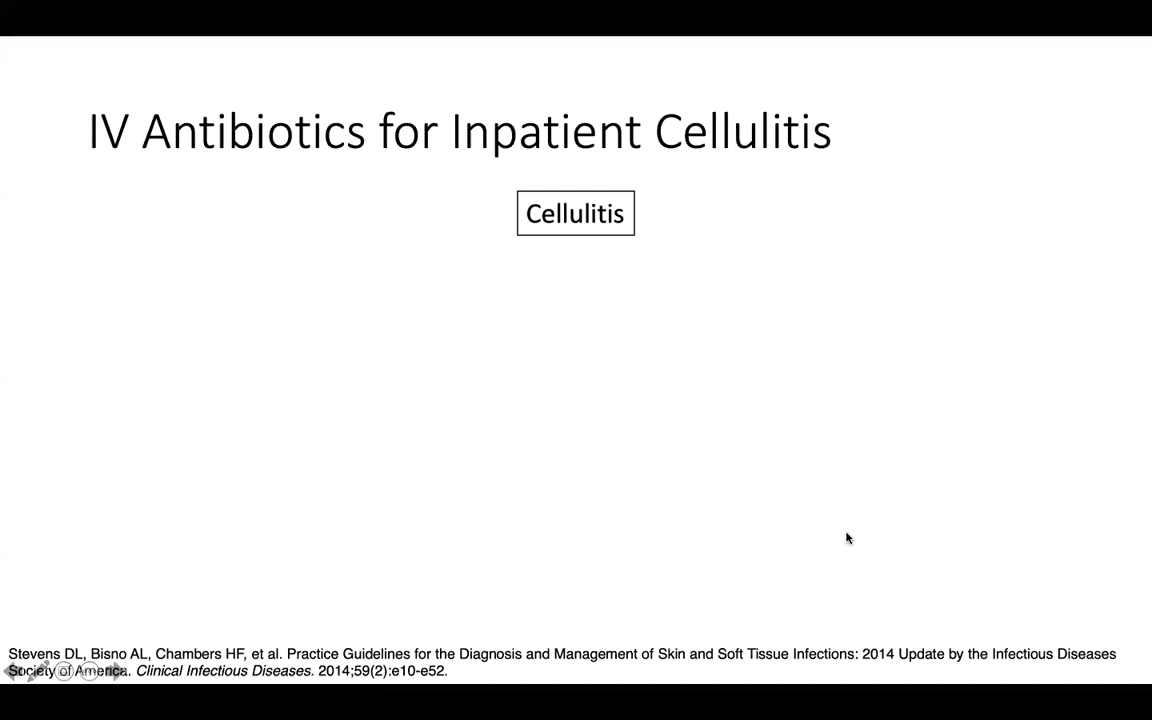 IV Antibiotics for Inpatient Cellulitis
Cellulitis
Stevens DL, Bisno AL, Chambers HF, et al. Practice Guidelines for the Diagnosis and Management of Skin and Soft Tissue Infections: 2014 Update by the Infectious Diseases
Society of America. Clinical Infectious Diseases. 2014;59(2):e10-e52.